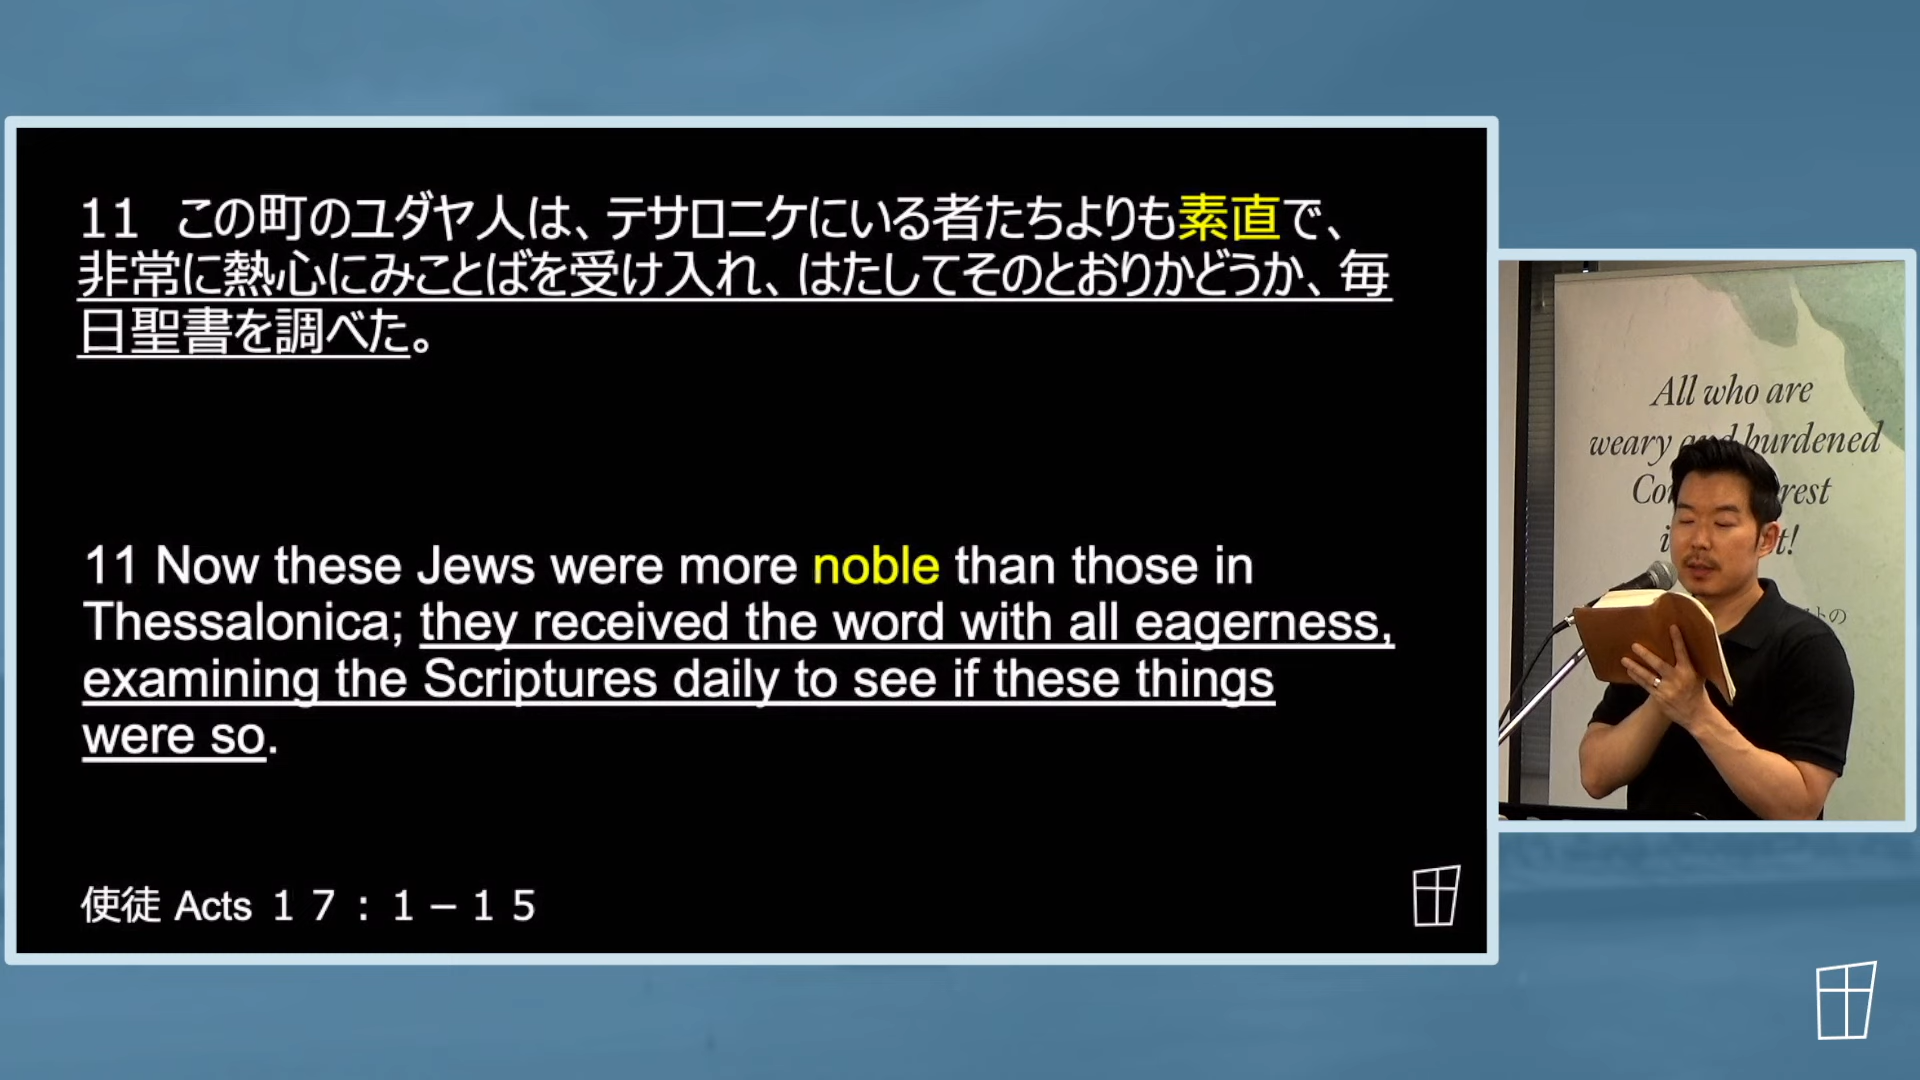 11　この町のユダヤ人は、テサロニケにいる者たちよりも素直で、
非常に熱心にみことばを受け入れ、はたしてそのとおりかどうか、毎
日聖書を調べた。
11 Now these Jews were more noble than those in
Thessalonica; they received the word with all eagerness,
examining the Scriptures daily to see if these things
were so.
使徒 Acts １７：１－１５
All who are
weary and burdened
rest
トの